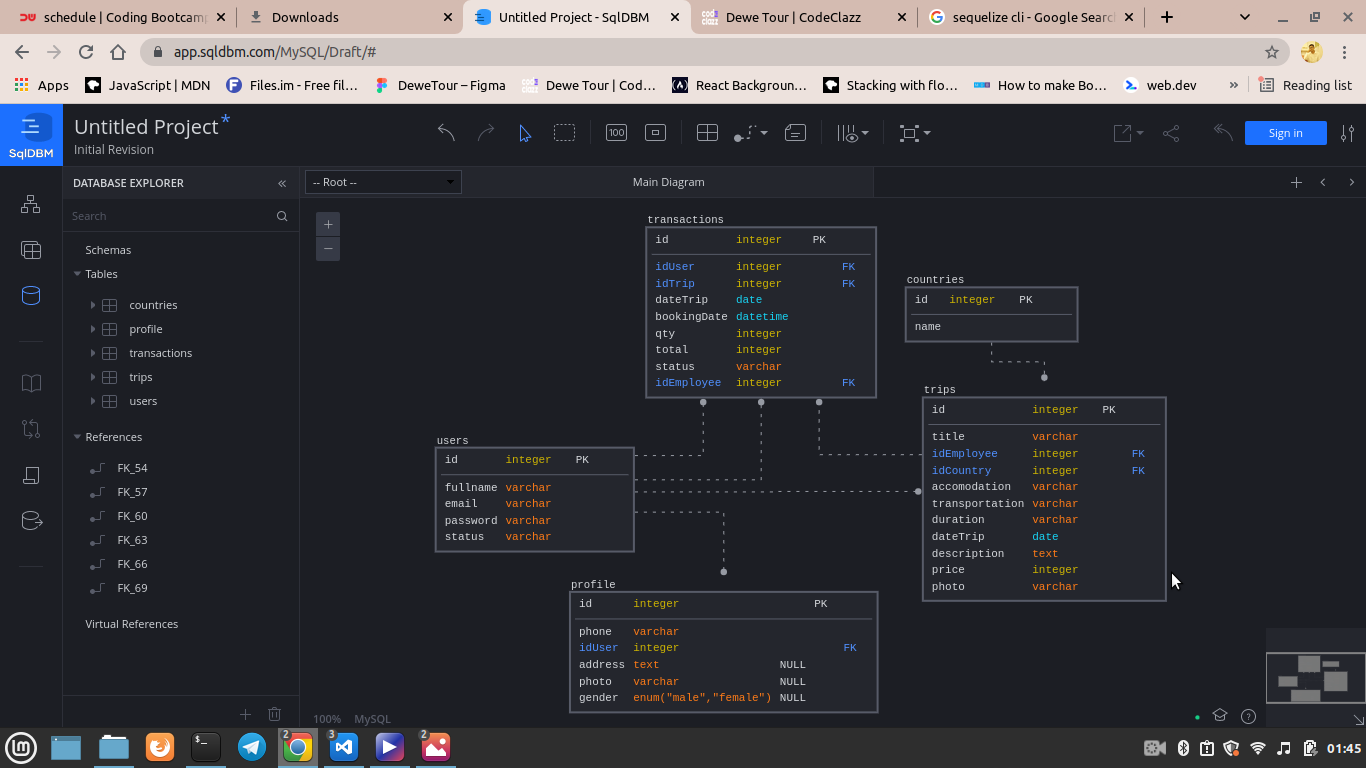 schedule | Coding Bootcamp
Downloads
Untitled Project - SqlDBM
Dewe Tour | CodeClazz
sequelize cli - Google Searc
app.sqldbm.com/MySQL/Draft/#
Apps
JavaScript | MDN
Files.im - Free fil...
DeweTour – Figma
Dewe Tour | Cod...
React Backgroun...
Stacking with flo...
How to make Bo...
web.dev
»
Reading list
SqlDBM
Untitled Project*
Initial Revision
100
Sign in
DATABASE EXPLORER
«
-- Root --
Main Diagram
Search
Schemas
Tables
countries
profile
transactions
trips
users
References
FK_54
FK_57
FK_60
FK_63
FK_66
FK_69
Virtual References
transactions
id integer PK
idUser integer FK
idTrip integer FK
dateTrip date
bookingDate datetime
qty integer
total integer
status varchar
idEmployee integer FK
countries
id integer PK
name
trips
id integer PK
title varchar
idEmployee integer FK
idCountry integer FK
accomodation varchar
transportation varchar
duration varchar
dateTrip date
description text
price integer
photo varchar
users
id integer PK
fullname varchar
email varchar
password varchar
status varchar
profile
id integer PK
phone varchar
idUser integer FK
address text NULL
photo varchar NULL
gender enum("male","female") NULL
100% MySQL
2
3
2
01:45